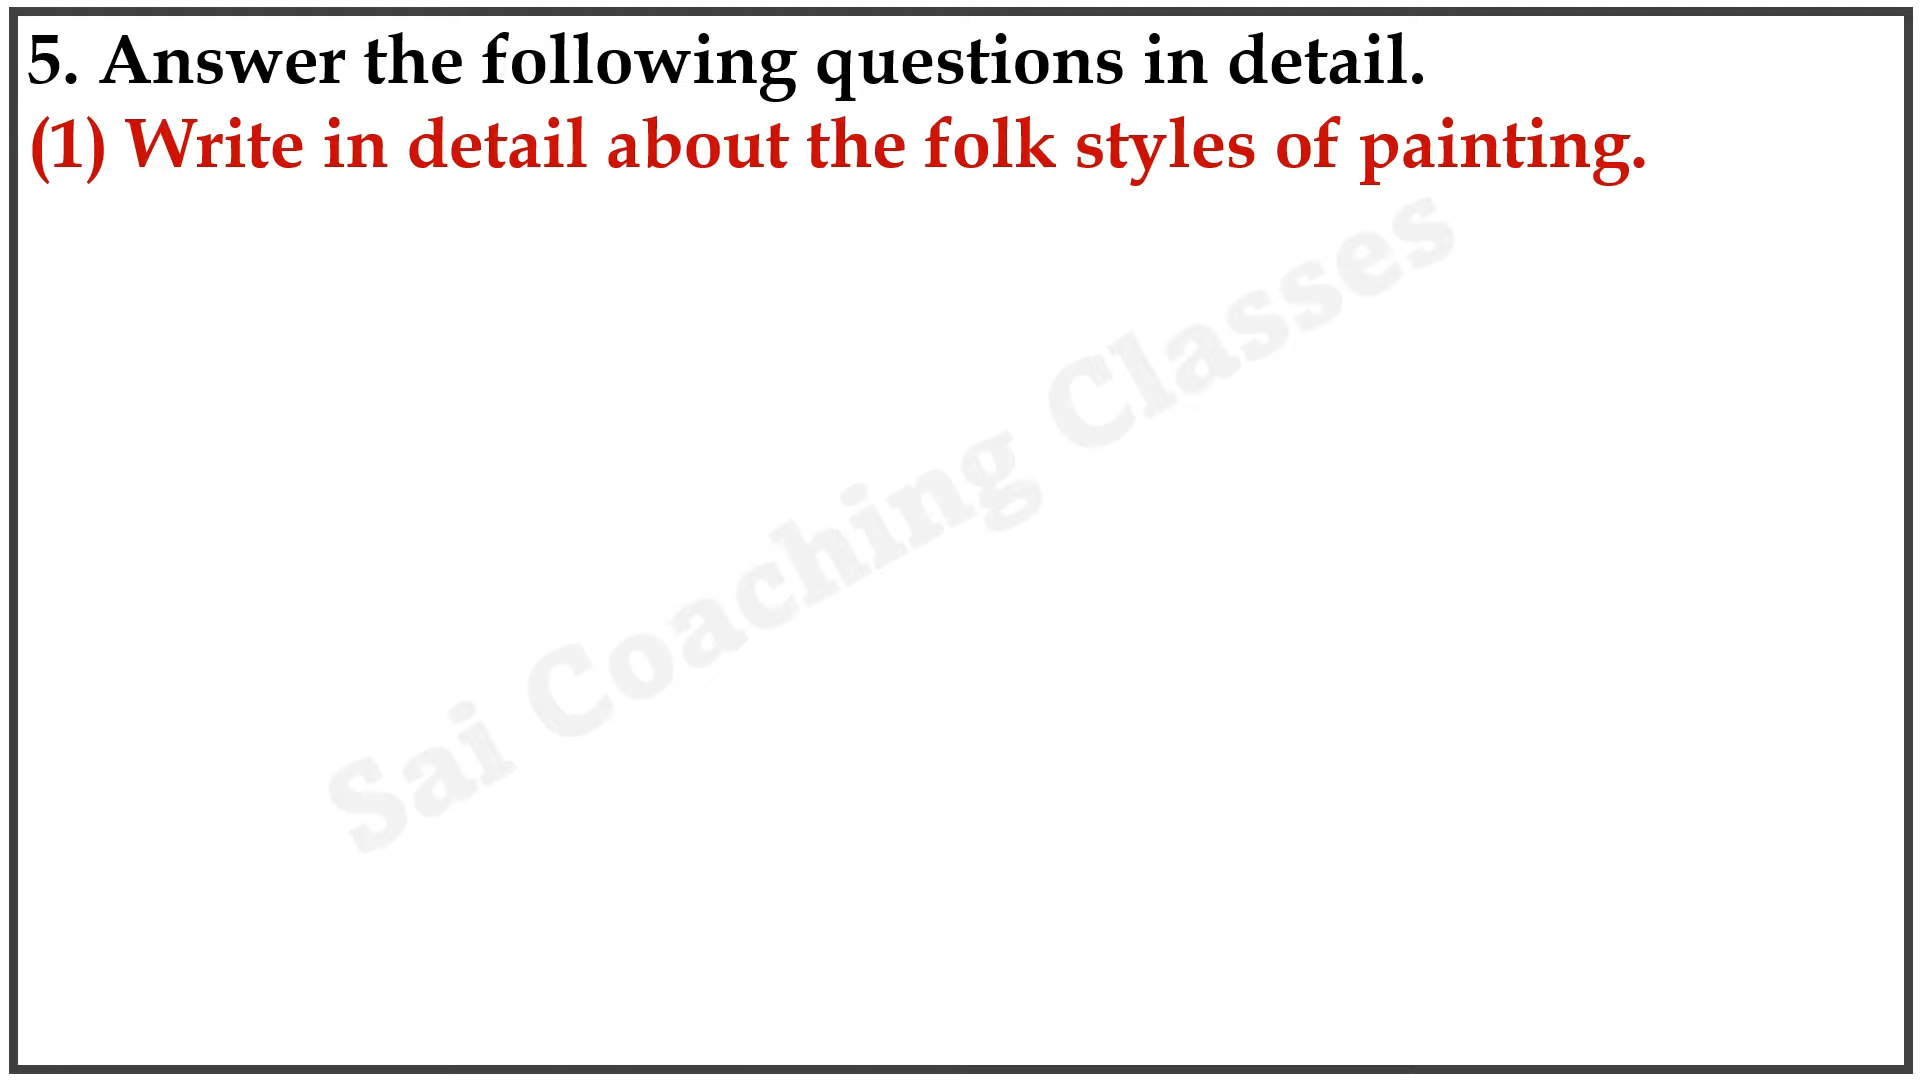 5. Answer the following questions in detail.
(1) Write in detail about the folk styles of painting.
Sai Coaching Classes